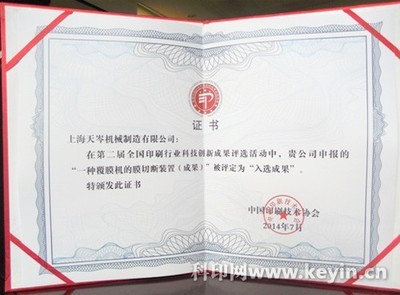 证书
上海天岑机械制造有限公司：
在第二届全国印刷行业科技创新成果评选活动中，贵公司申报的
“一种覆膜机的膜切断装置（成果）”被评定为“入选成果”。
特颁发此证书
中国印刷技术协会
2014年7月
科印网www.keyin.cn